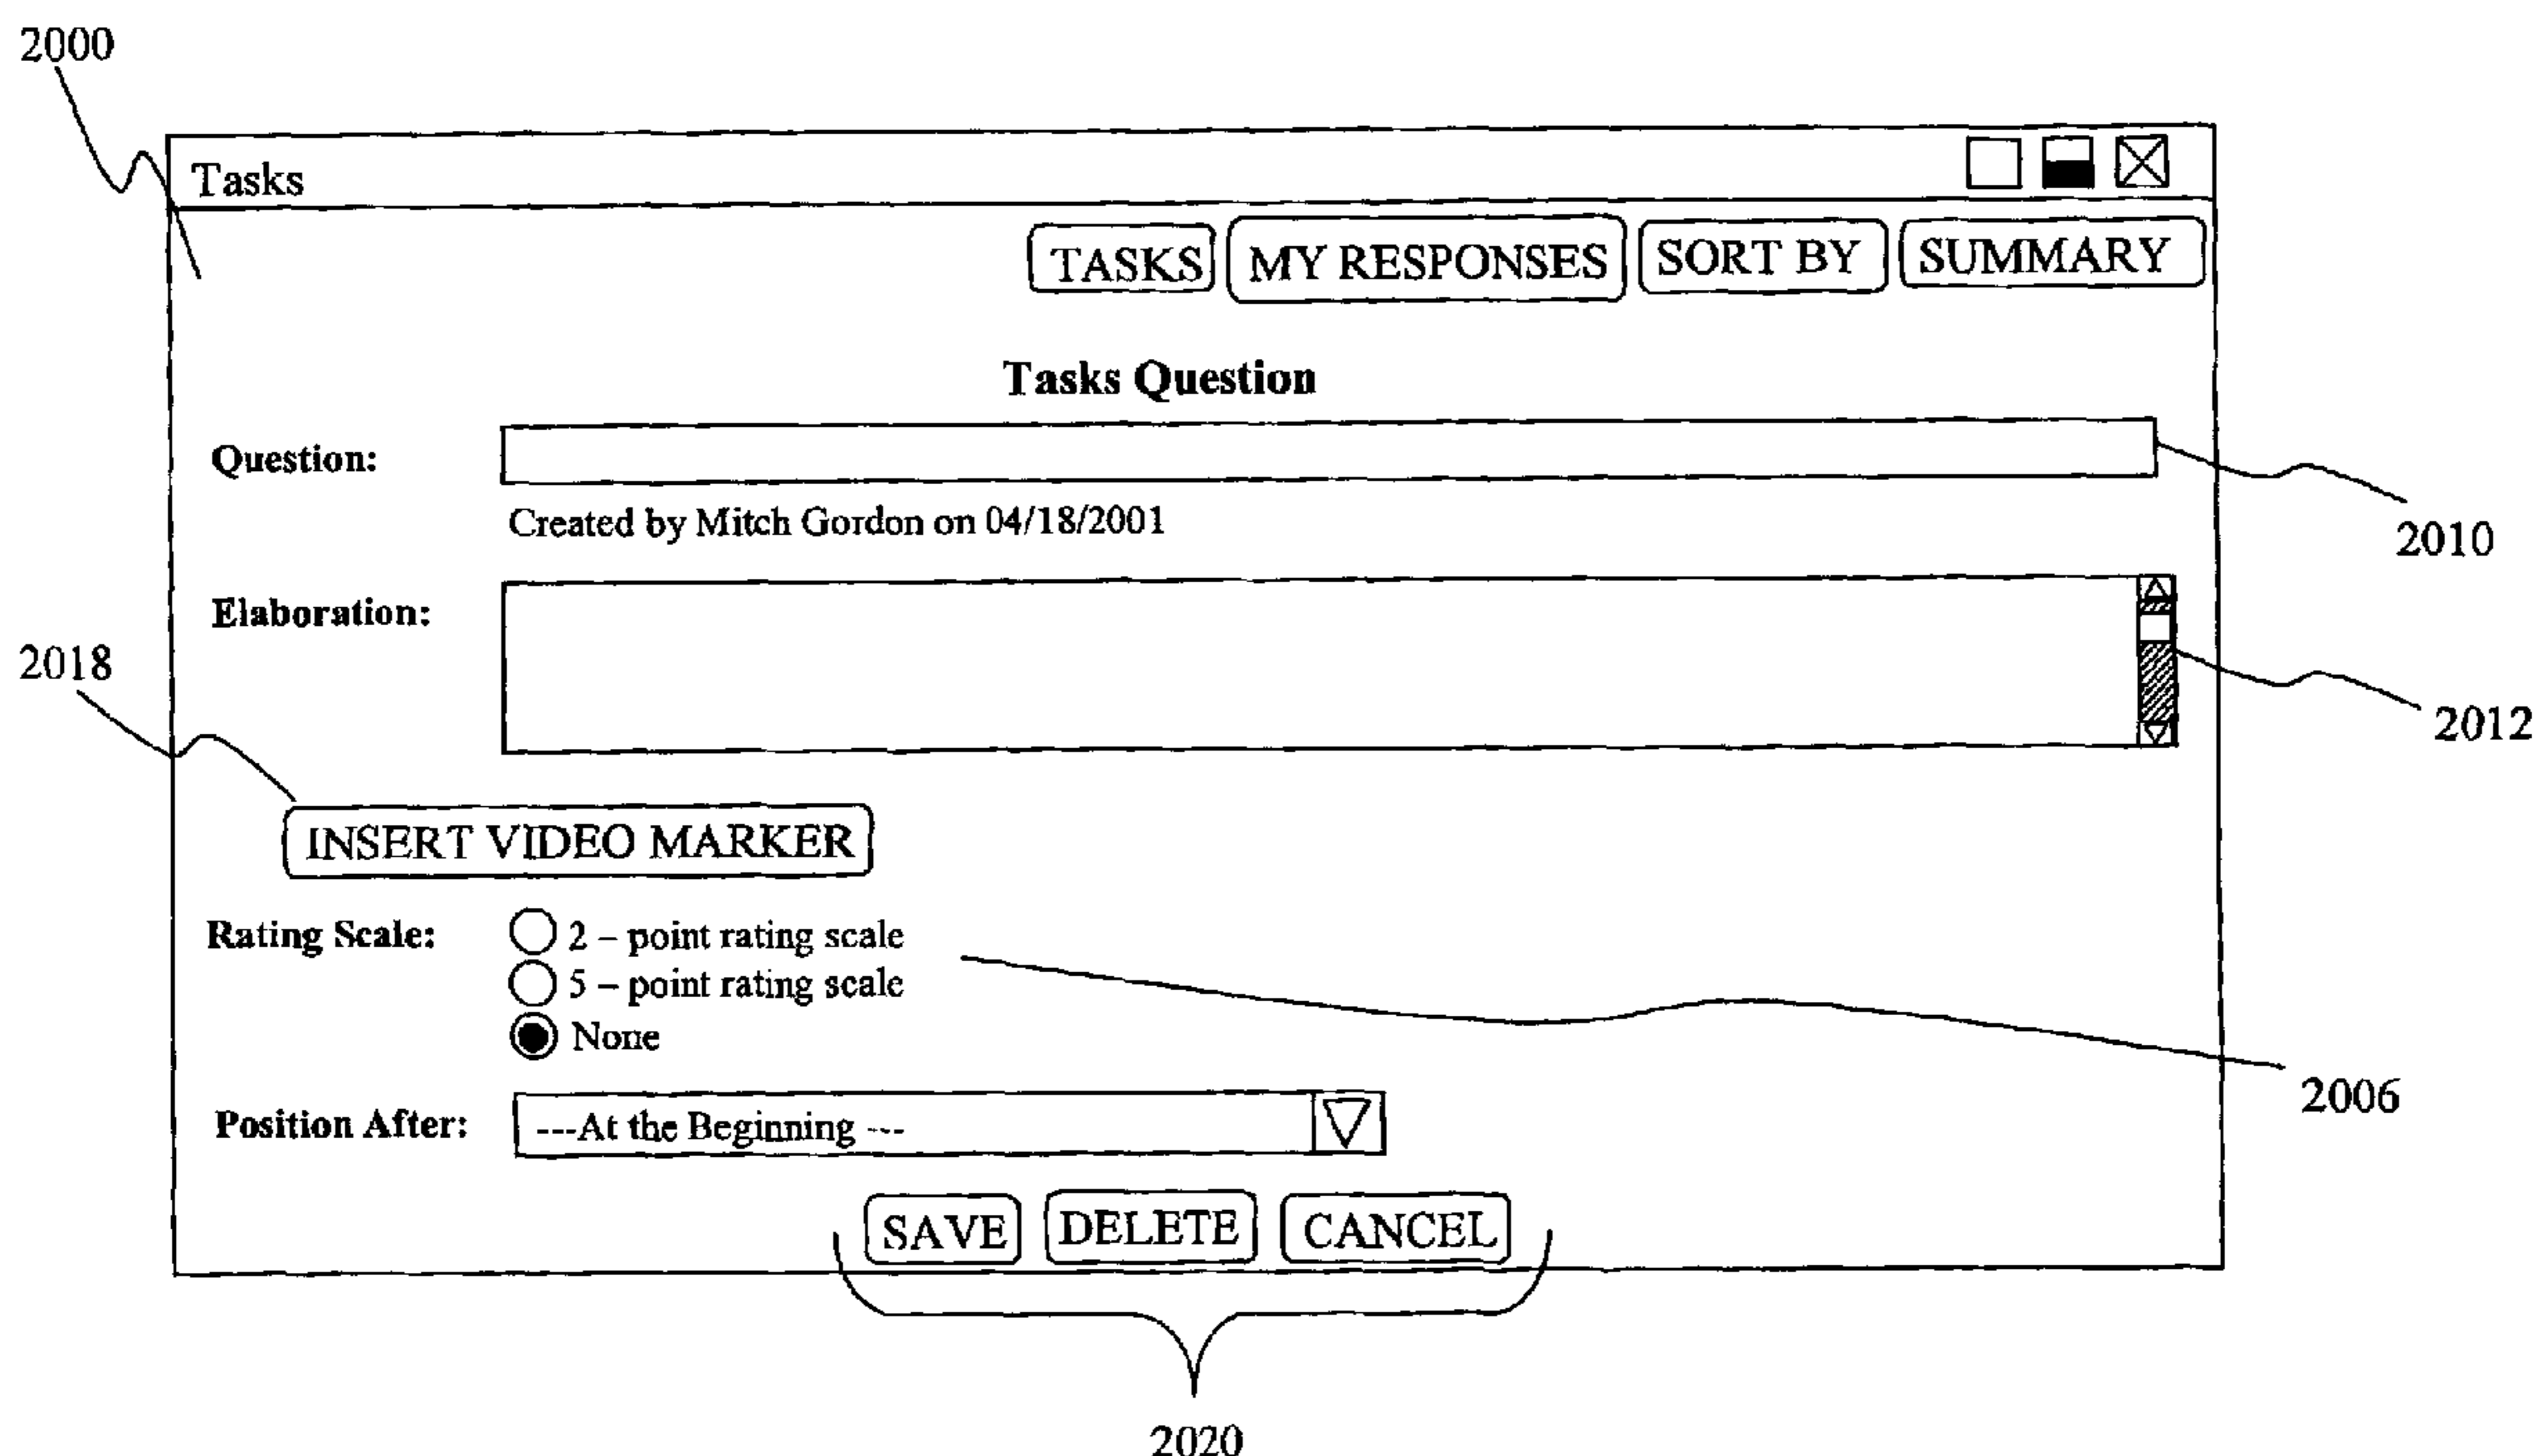 2000
Tasks
TASKS MY RESPONSES SORT BY SUMMARY
Tasks Question
Question:
2010
Created by Mitch Gordon on 04/18/2001
Elaboration:
2018
2012
INSERT VIDEO MARKER
Rating Scale: 2 – point rating scale
5 – point rating scale
None
2006
Position After: ---At the Beginning ---
SAVE DELETE CANCEL
2020